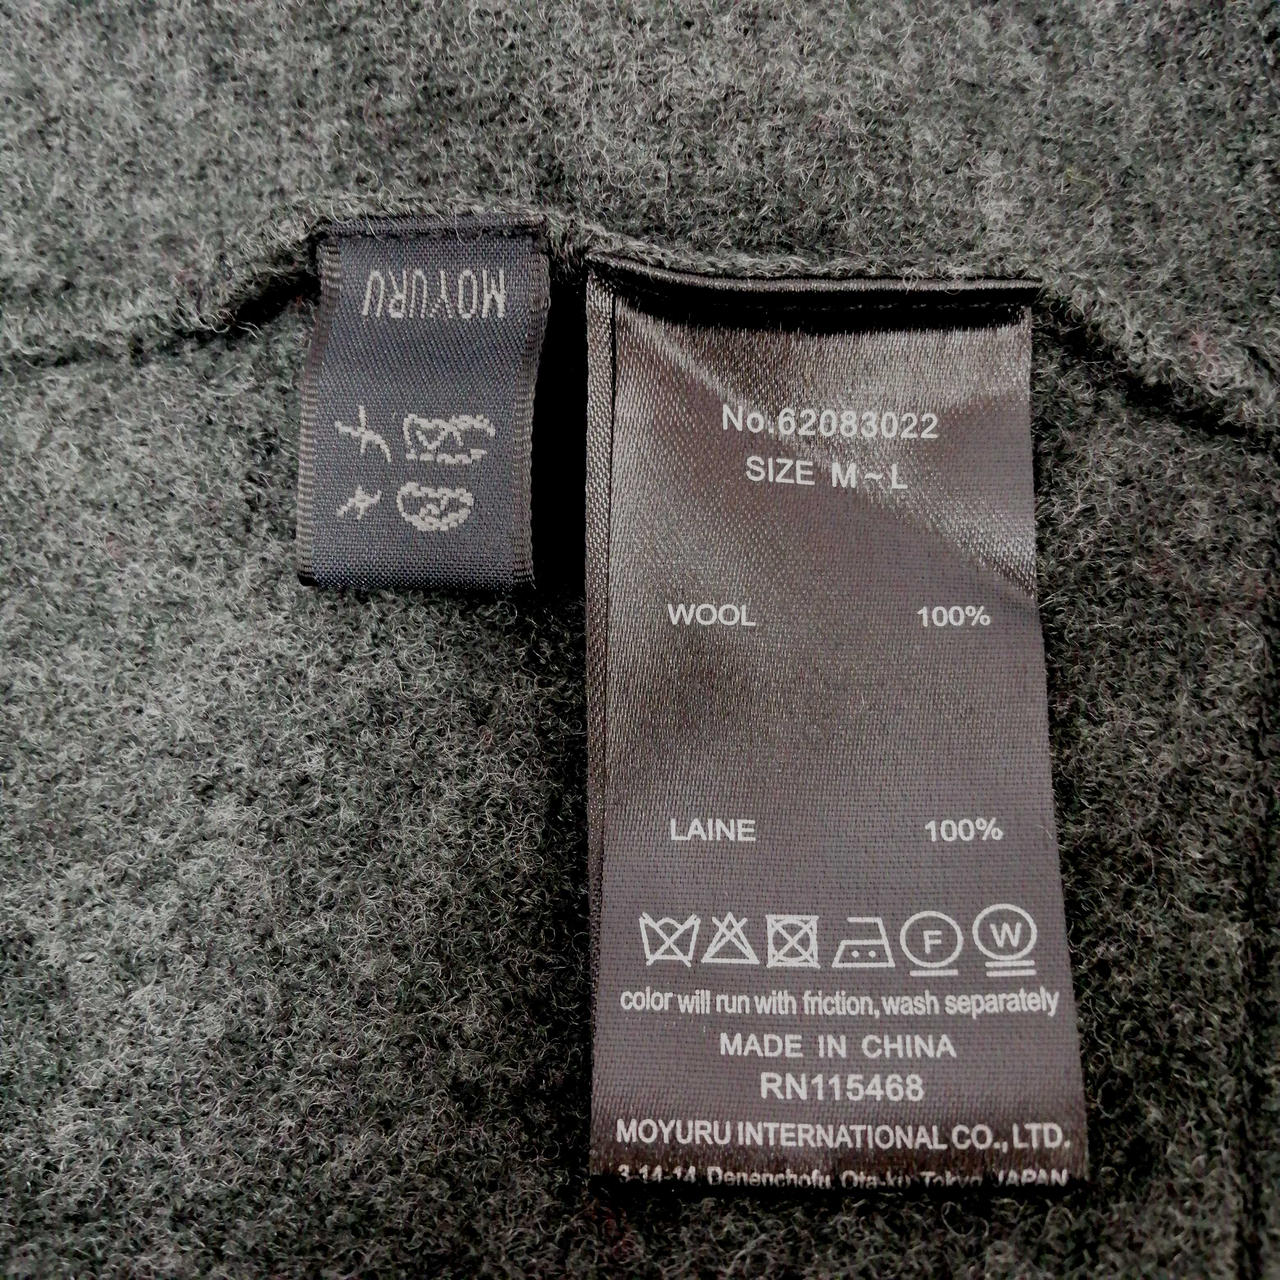 MOYURU
No.62083022
SIZE M~L
WOOL 100%
LAINE 100%
F W
color will run with friction, wash separately
MADE IN CHINA
RN115468
MOYURU INTERNATIONAL CO., LTD.
3-14-14 Denenchofu Ota-ku Tokyo JAPAN